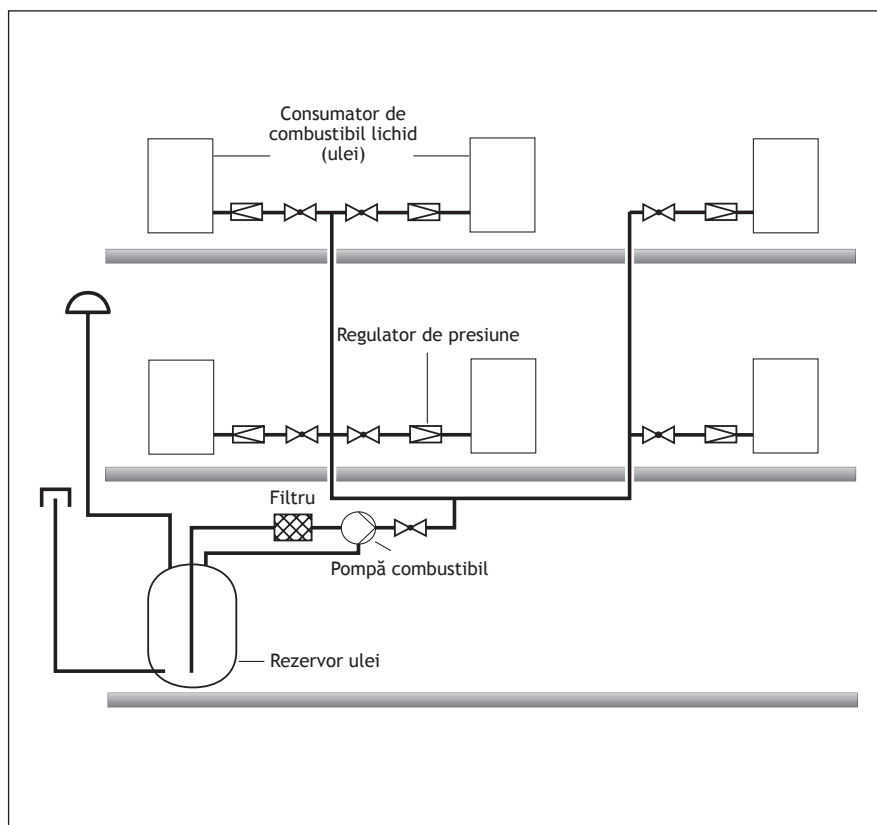 Consumator de
combustibil lichid
(ulei)
Regulator de presiune
Filtru
Pompă combustibil
Rezervor ulei